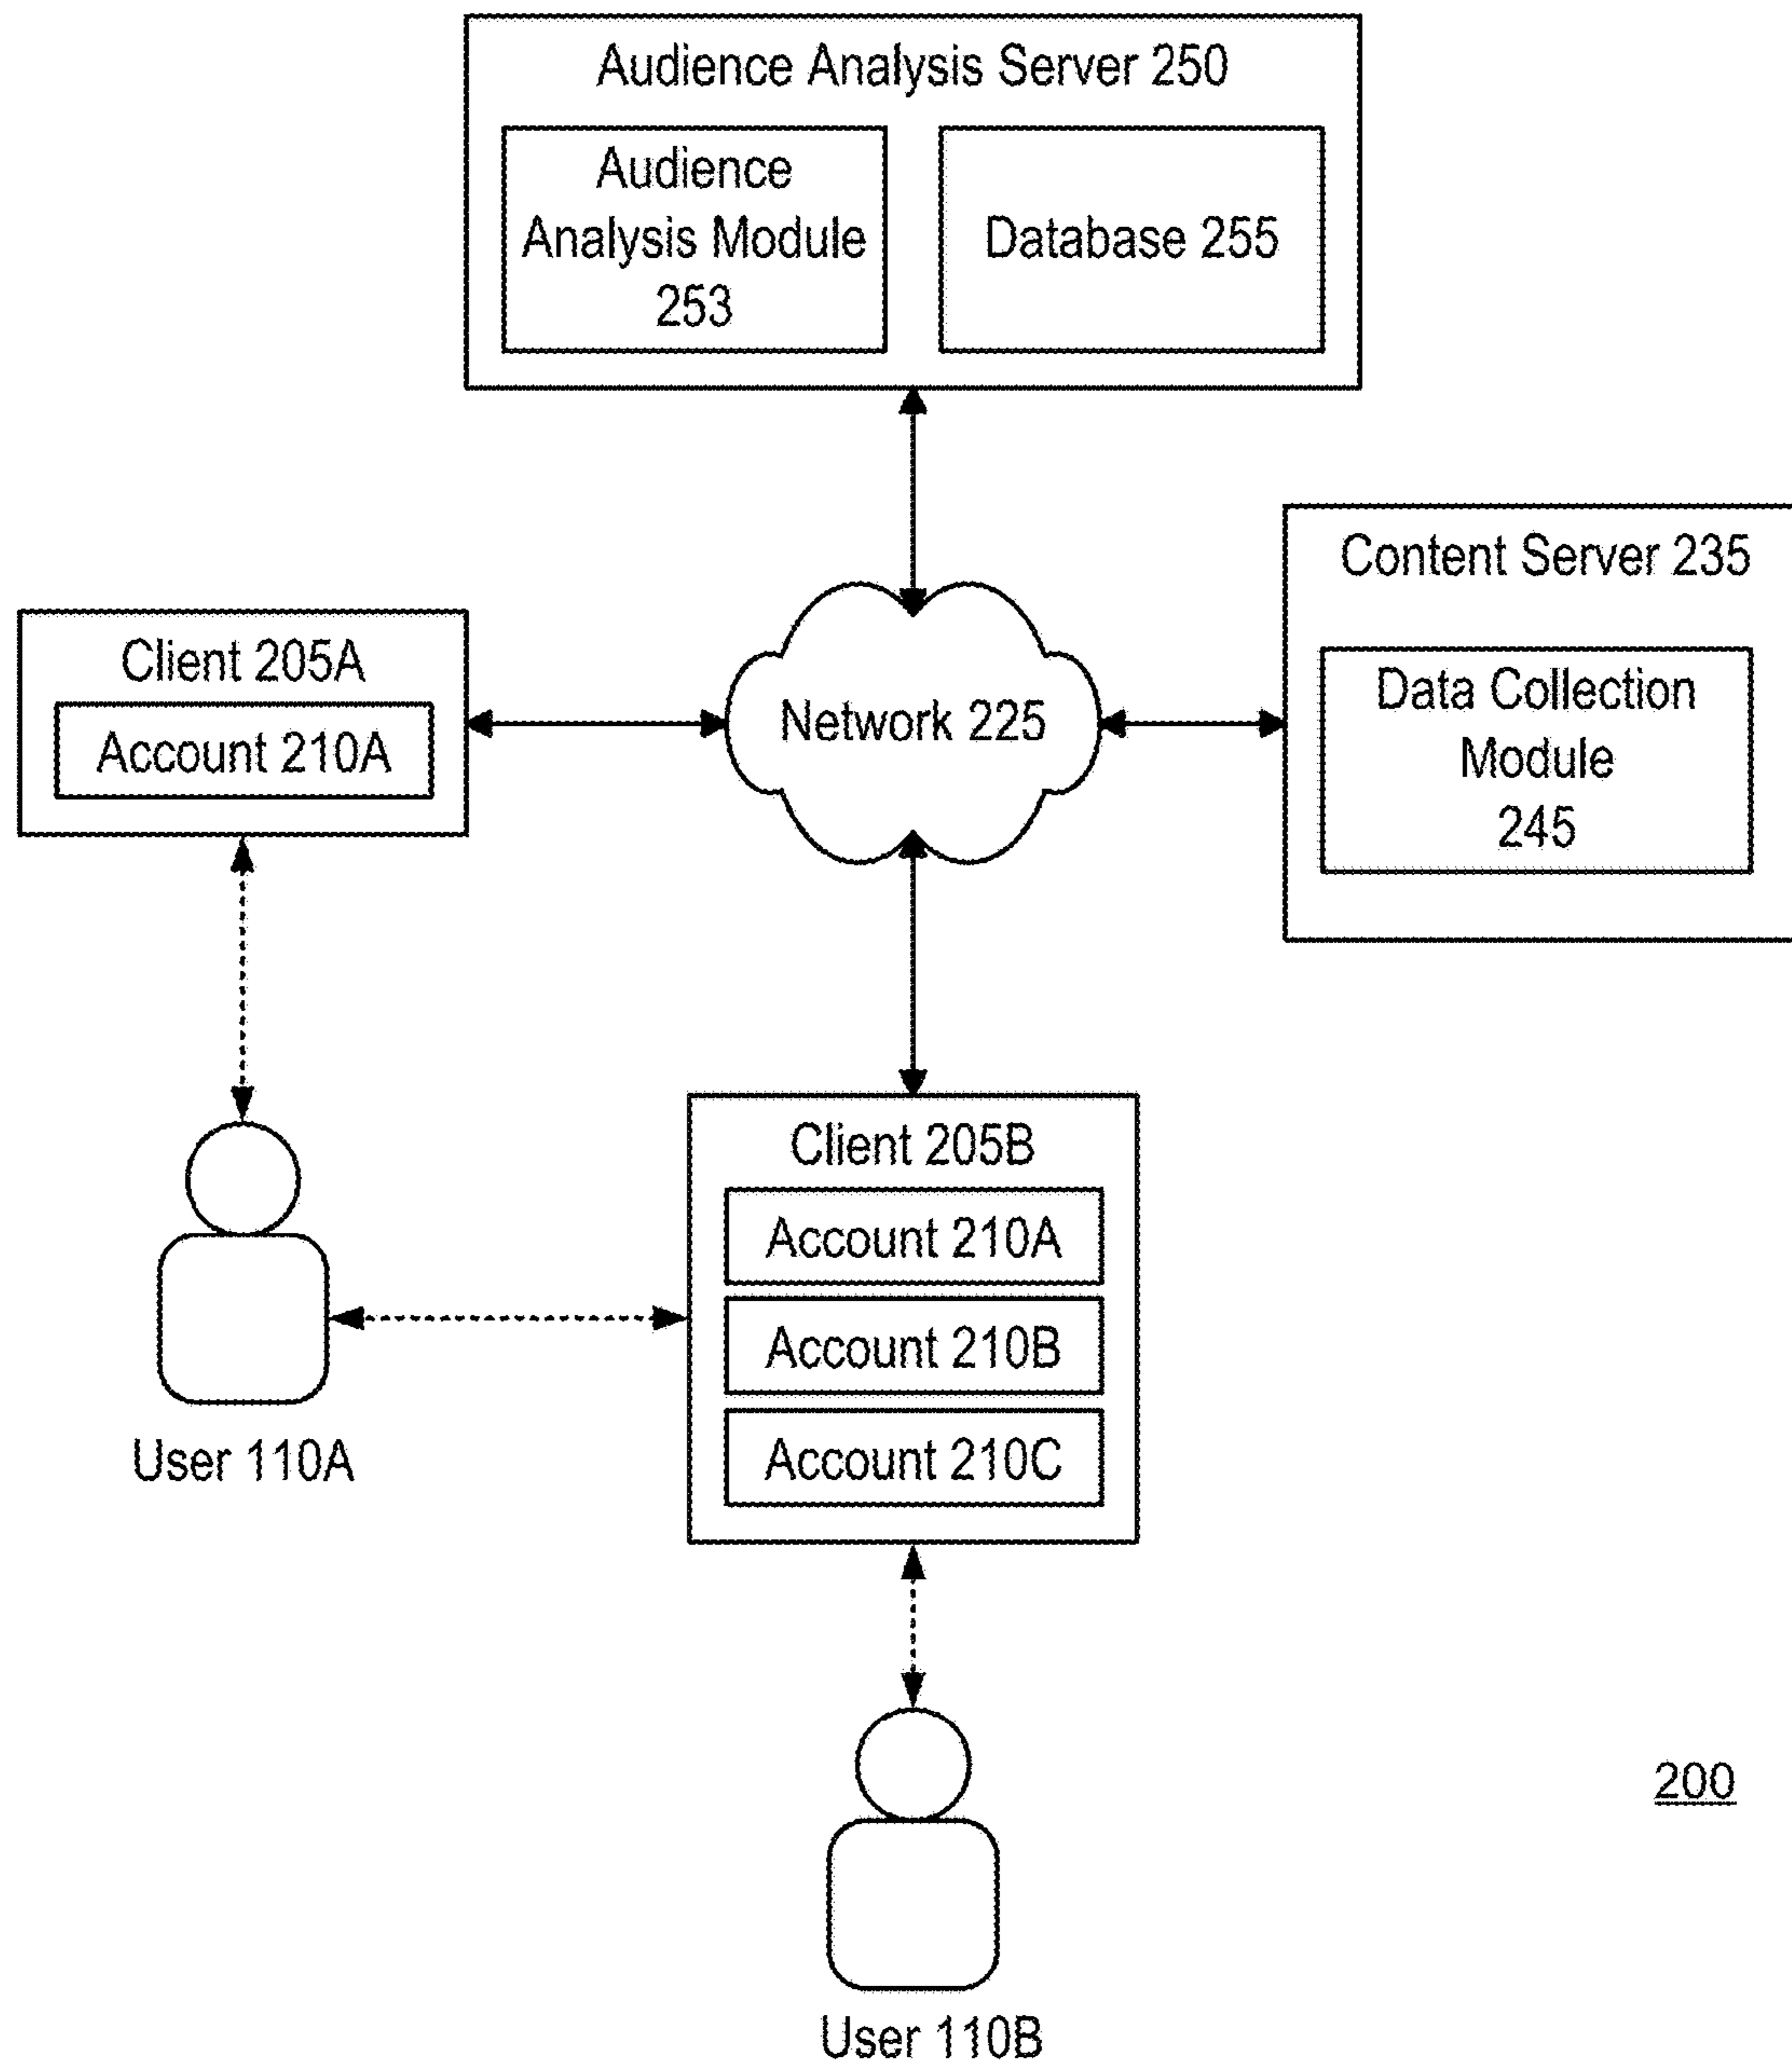 Audience Analysis Server 250
Audience
Analysis Module
253
Database 255
Content Server 235
Data Collection
Module
245
Client 205A
Account 210A
Network 225
Client 205B
Account 210A
Account 210B
Account 210C
User 110A
User 110B
200